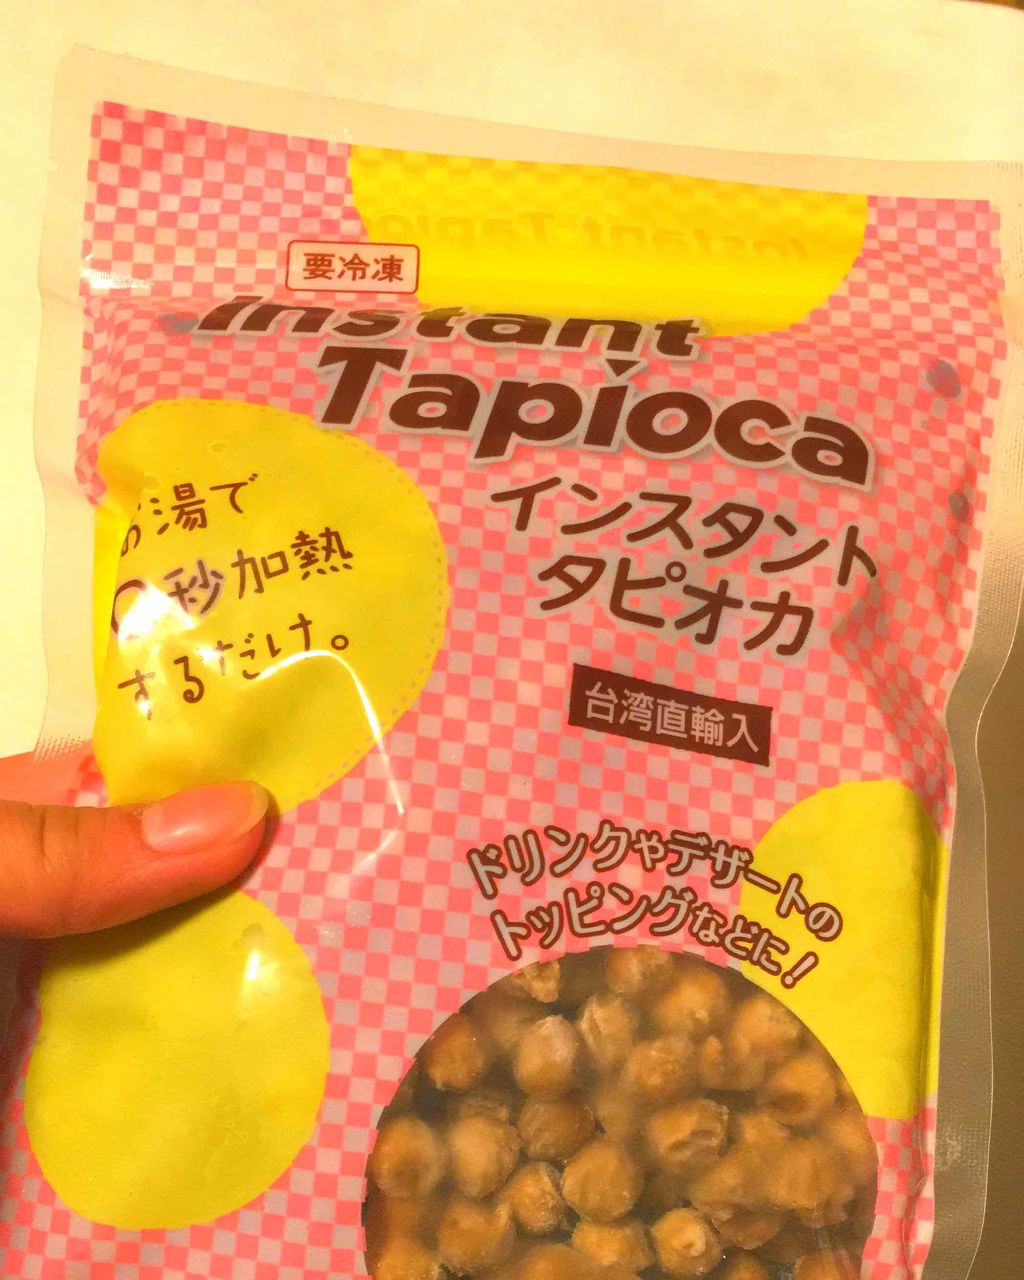 要冷凍
Instant
Tapioca
インスタント
タピオカ
お湯で
0秒加熱
するだけ。
台湾直輸入
ドリンクやデザートの
トッピングなどに!